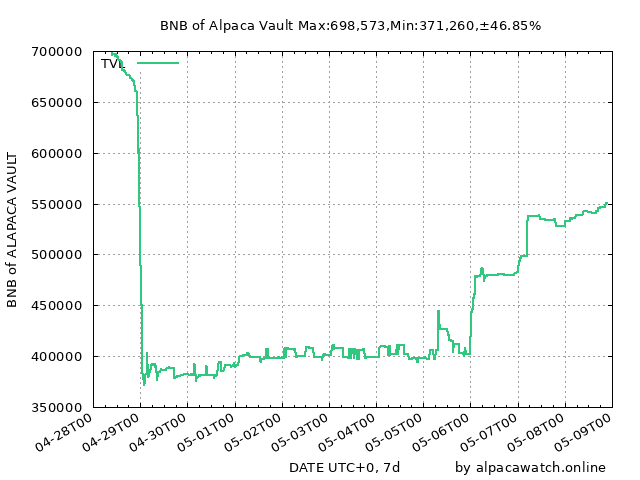 BNB of Alpaca Vault Max:698,573,Min:371,260,±46.85%
TVL
700000
650000
600000
550000
500000
450000
400000
350000
BNB of ALAPACA VAULT
04-28T00
04-29T00
04-30T00
05-01T00
05-02T00
05-03T00
05-04T00
05-05T00
05-06T00
05-07T00
05-08T00
05-09T00
DATE UTC+0, 7d
by alpacawatch.online